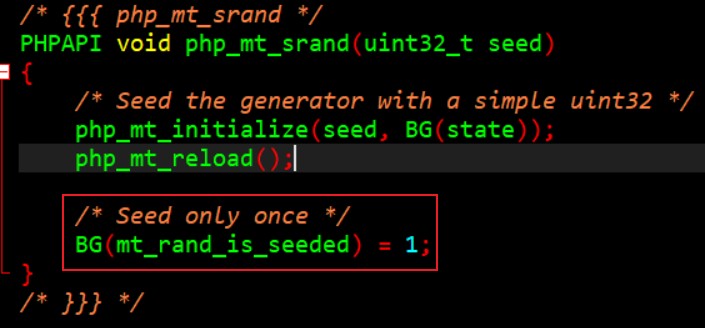 /* {{{ php_mt_srand */
PHPAPI void php_mt_srand(uint32_t seed)
{
/* Seed the generator with a simple uint32 */
php_mt_initialize(seed, BG(state));
php_mt_reload();
/* Seed only once */
BG(mt_rand_is_seeded) = 1;
}
/* }}} */